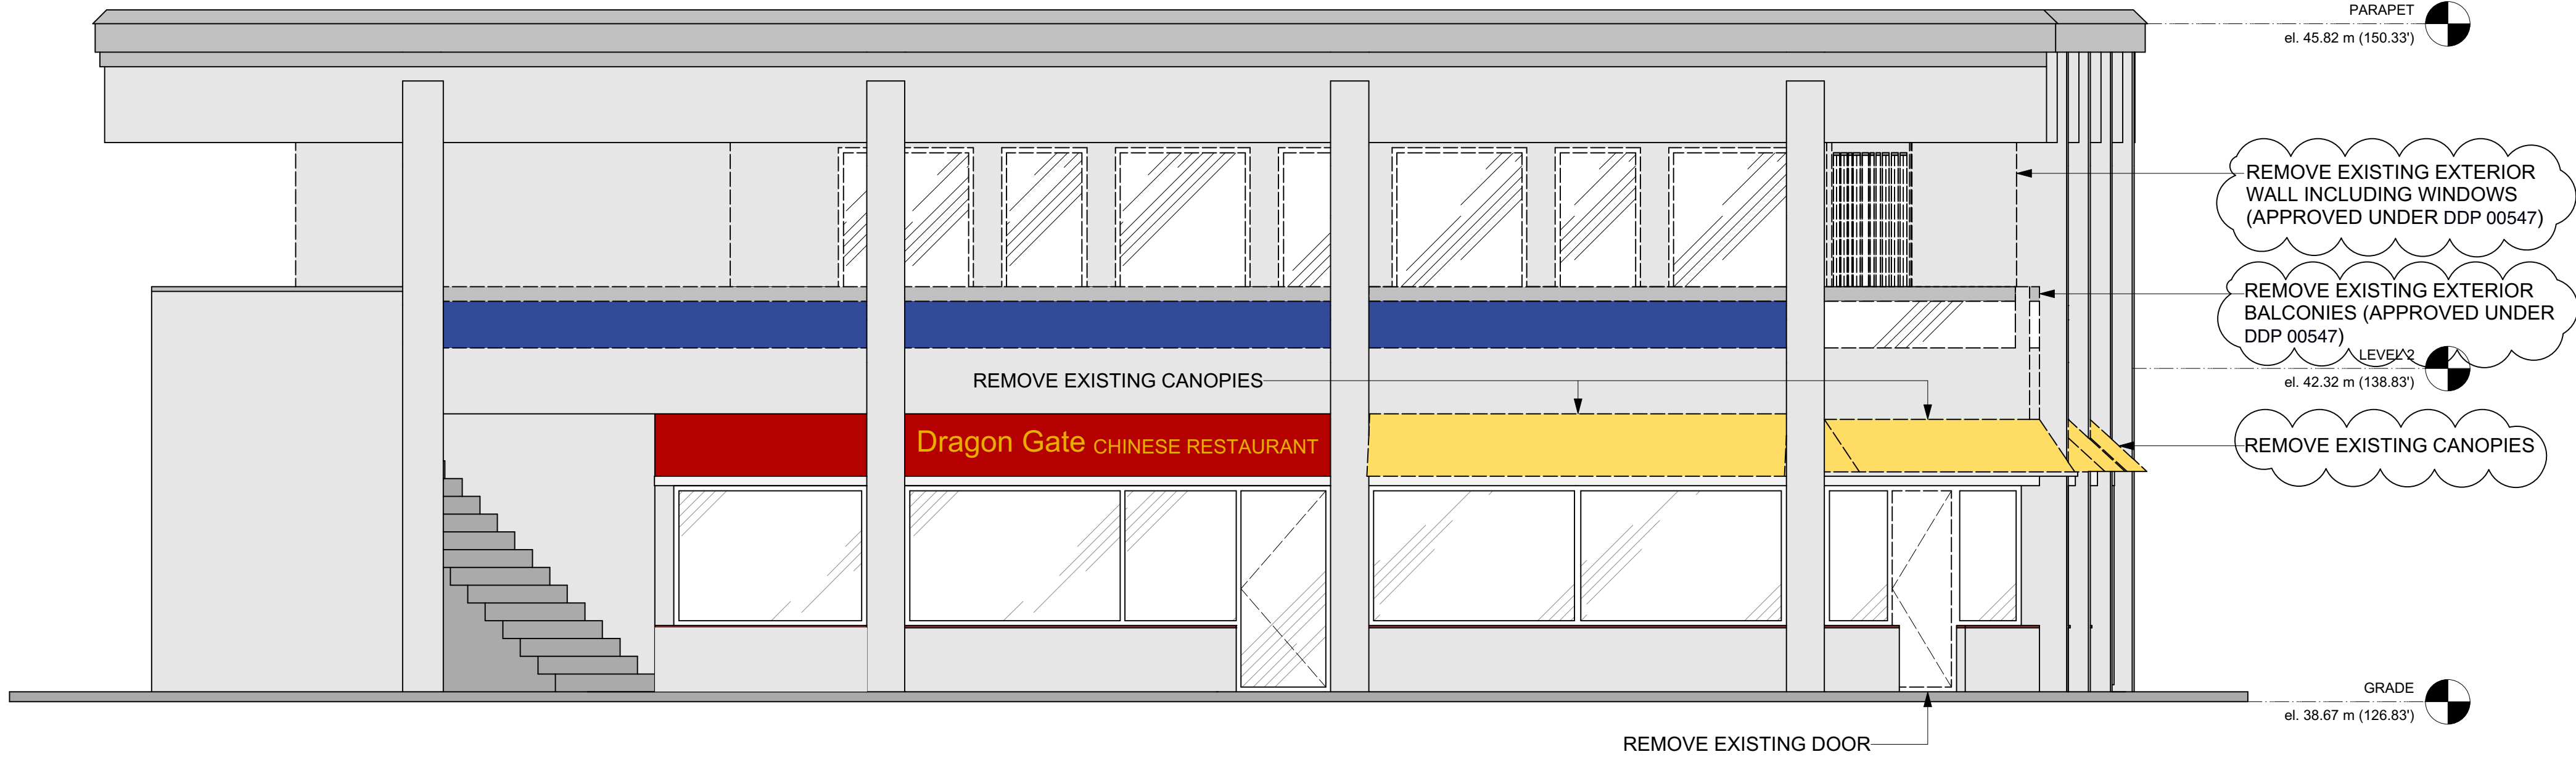 PARAPET
el. 45.82 m (150.33')
REMOVE EXISTING EXTERIOR
WALL INCLUDING WINDOWS
(APPROVED UNDER DDP 00547)
REMOVE EXISTING EXTERIOR
BALCONIES (APPROVED UNDER
DDP 00547)
LEVEL 2
el. 42.32 m (138.83')
REMOVE EXISTING CANOPIES
Dragon Gate CHINESE RESTAURANT
REMOVE EXISTING CANOPIES
GRADE
el. 38.67 m (126.83')
REMOVE EXISTING DOOR